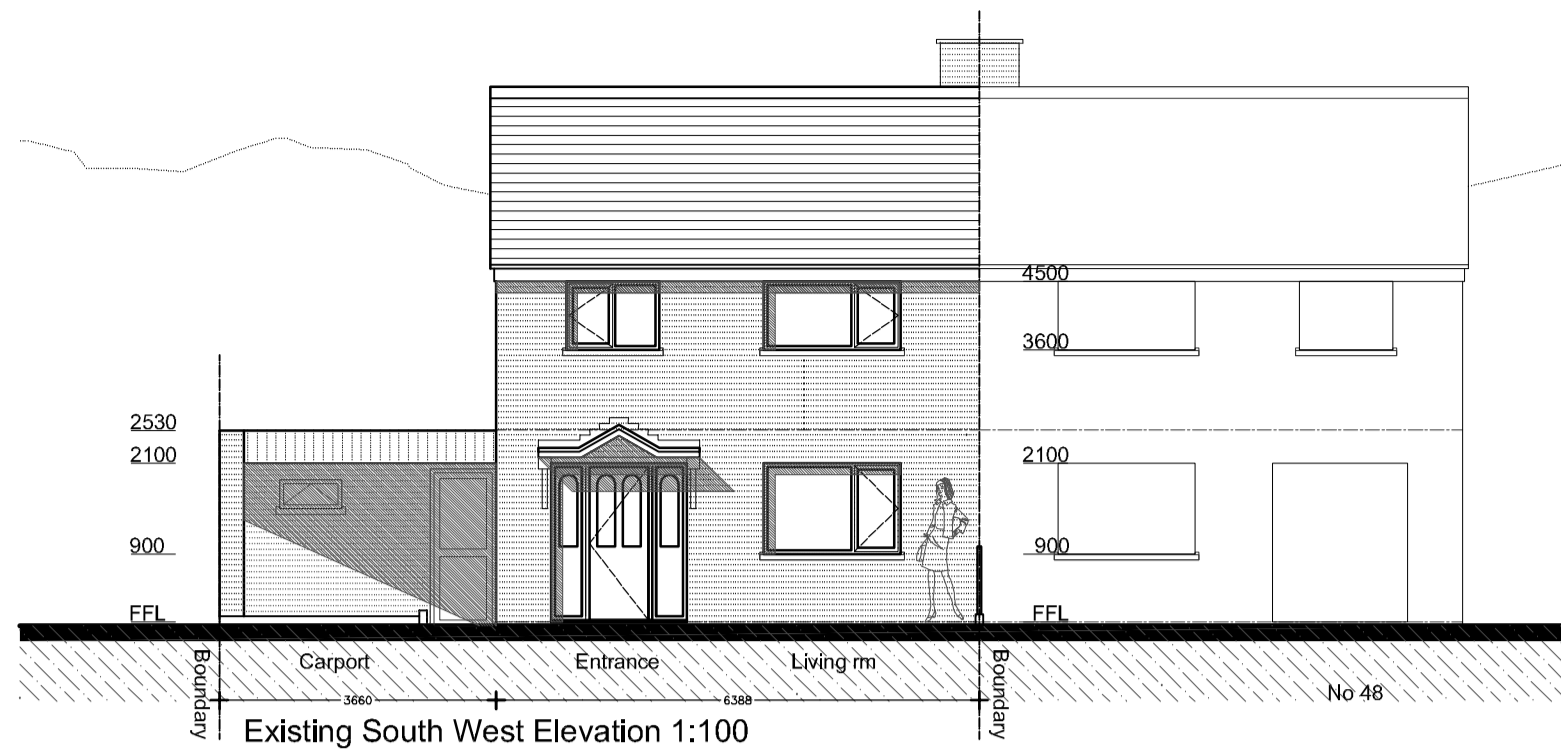 4500
3600
2530
2100
2100
900
900
FFL
FFL
Boundary
Carport
Entrance
Living rm
Boundary
No 48
3660
6388
Existing South West Elevation 1:100